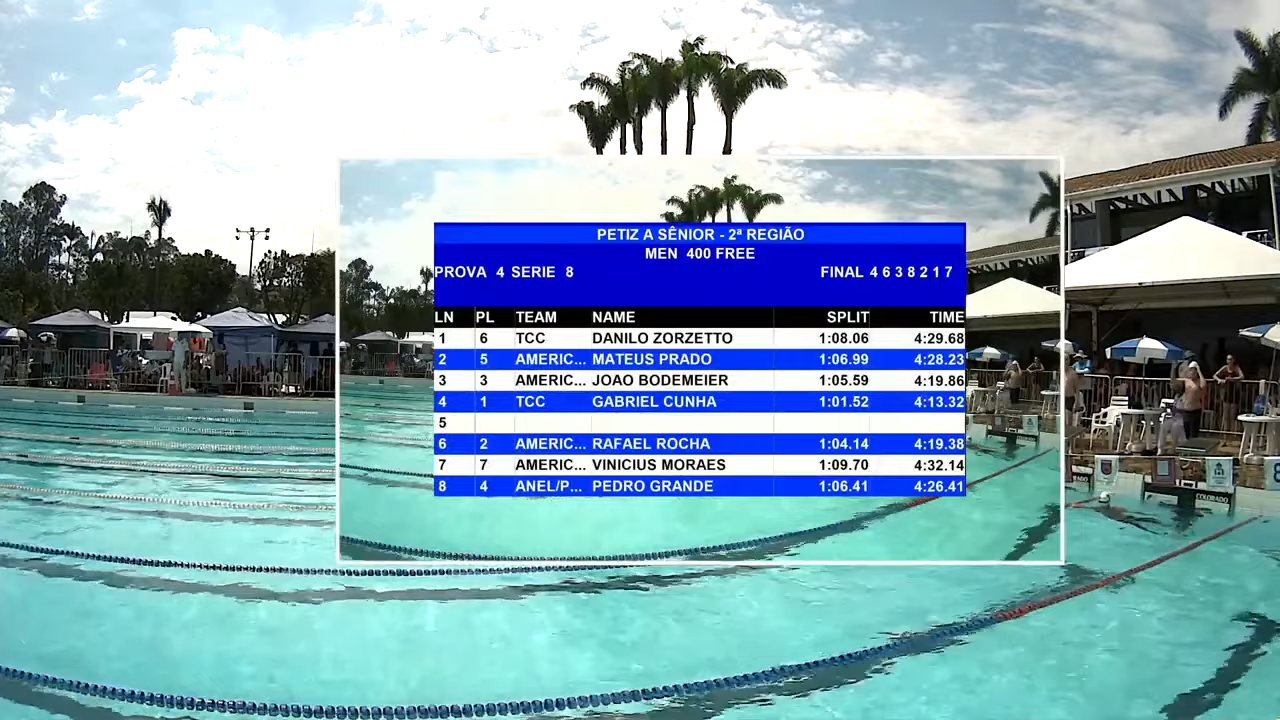 PETIZ A SÊNIOR - 2ª REGIÃO
MEN 400 FREE
PROVA 4 SERIE 8 FINAL 4 6 3 8 2 1 7
LN PL TEAM NAME SPLIT TIME
1 6 TCC DANILO ZORZETTO 1:08.06 4:29.68
2 5 AMERIC... MATEUS PRADO 1:06.99 4:28.23
3 3 AMERIC... JOAO BODEMEIER 1:05.59 4:19.86
4 1 TCC GABRIEL CUNHA 1:01.52 4:13.32
5
6 2 AMERIC... RAFAEL ROCHA 1:04.14 4:19.38
7 7 AMERIC... VINICIUS MORAES 1:09.70 4:32.14
8 4 ANEL/P... PEDRO GRANDE 1:06.41 4:26.41
COLORADO
8